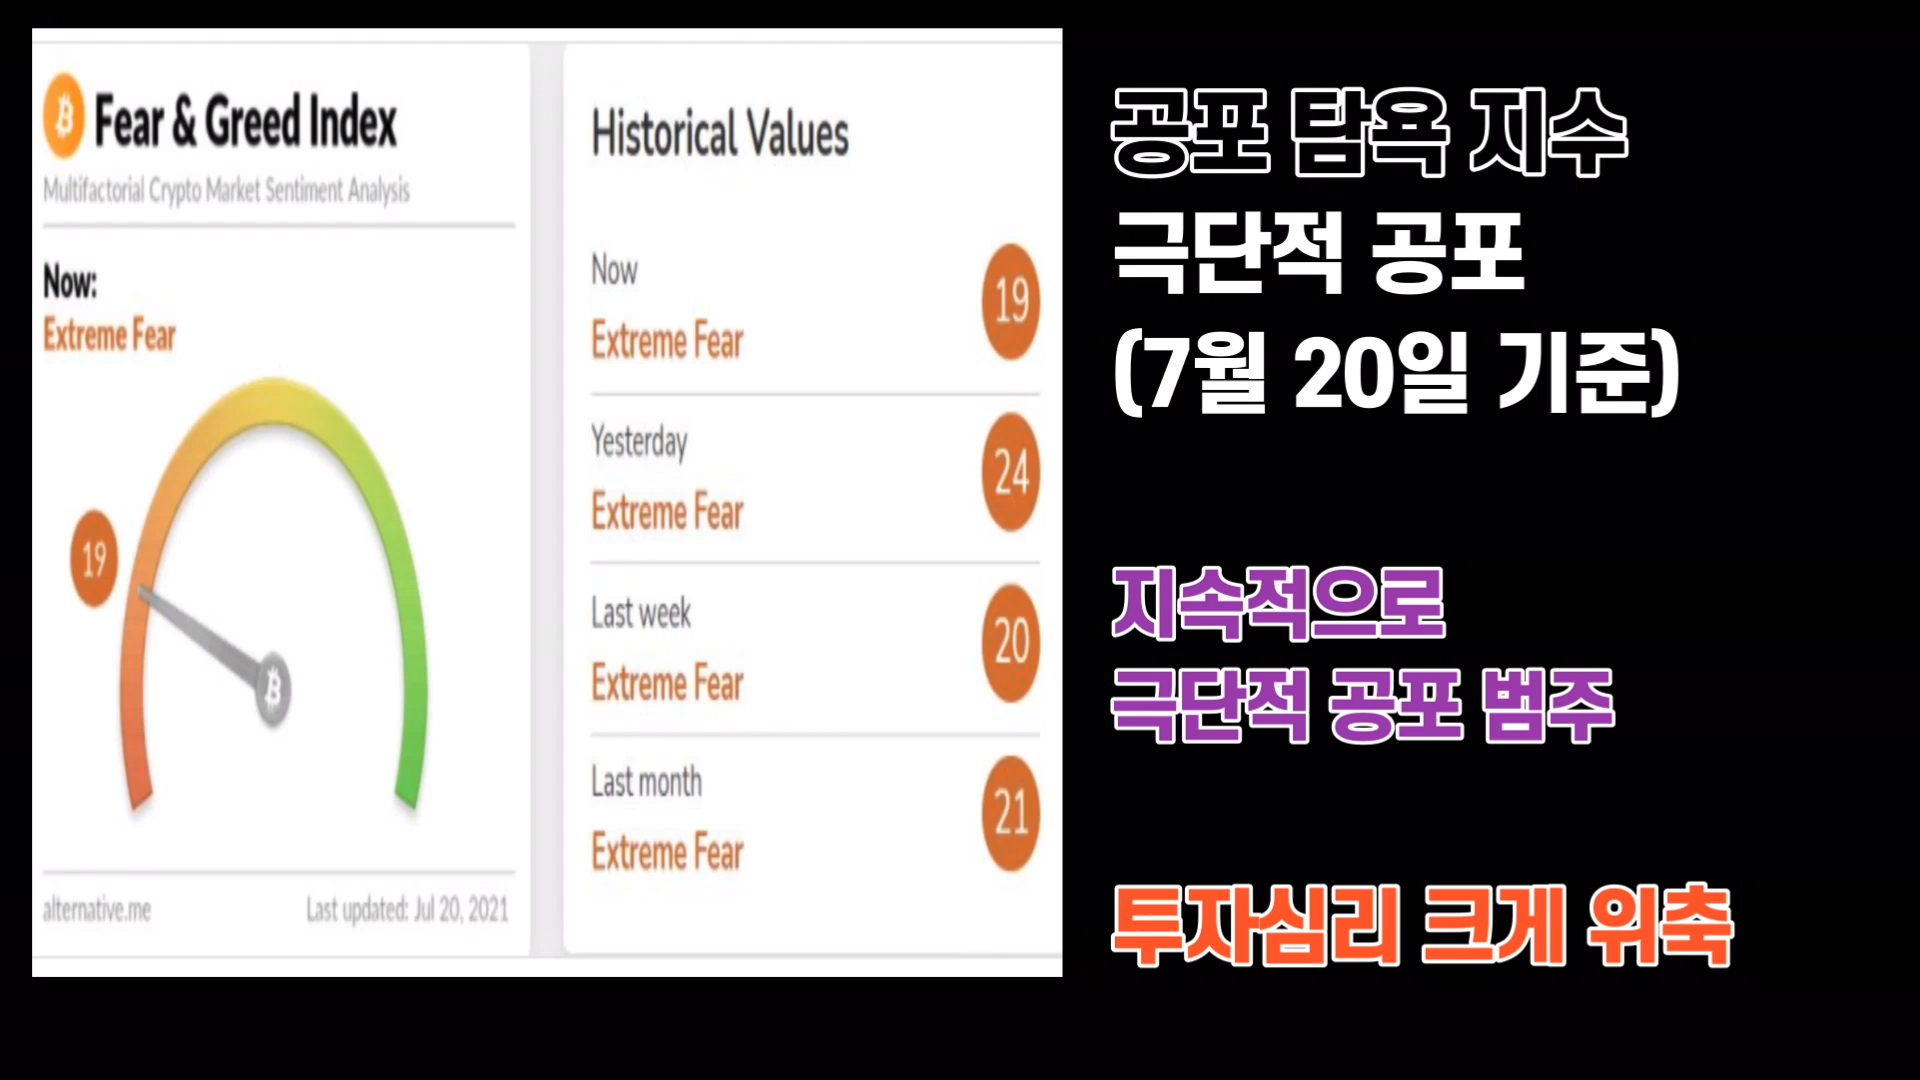 Fear & Greed Index
Multifactorial Crypto Market Sentiment Analysis
Now:
Extreme Fear
19
alternative.me
Last updated: Jul 20, 2021
Historical Values
Now
Extreme Fear
19
Yesterday
Extreme Fear
24
Last week
Extreme Fear
20
Last month
Extreme Fear
21
공포 탐욕 지수
극단적 공포
(7월 20일 기준)
지속적으로
극단적 공포 범주
투자심리 크게 위축